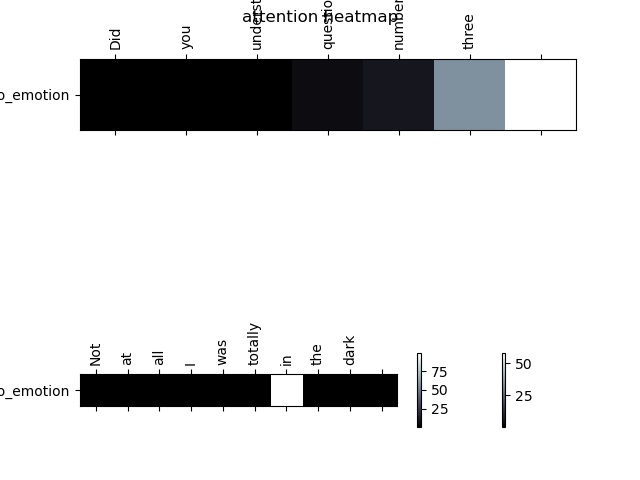 attention heatmap
Did you underst questio number three
o_emotion
Not at all I was totally in the dark
o_emotion
75
50
25
50
25